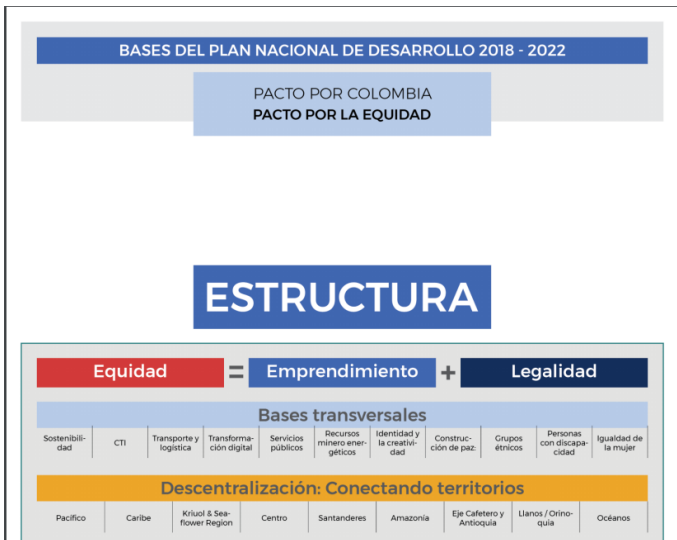 BASES DEL PLAN NACIONAL DE DESARROLLO 2018 - 2022
PACTO POR COLOMBIA
PACTO POR LA EQUIDAD
ESTRUCTURA
Equidad = Emprendimiento + Legalidad
Bases transversales
Sostenibili-
dad
CTI
Transporte y
logística
Transforma-
ción digital
Servicios
públicos
Recursos
minero ener-
géticos
Identidad y
la creativi-
dad
Construc-
ción de paz:
Grupos
étnicos
Personas
con discapa-
cidad
Igualdad de
la mujer
Descentralización: Conectando territorios
Pacífico
Caribe
Kriuol & Sea-
flower Region
Centro
Santanderes
Amazonía
Eje Cafetero y
Antioquia
Llanos / Orino-
quia
Océanos